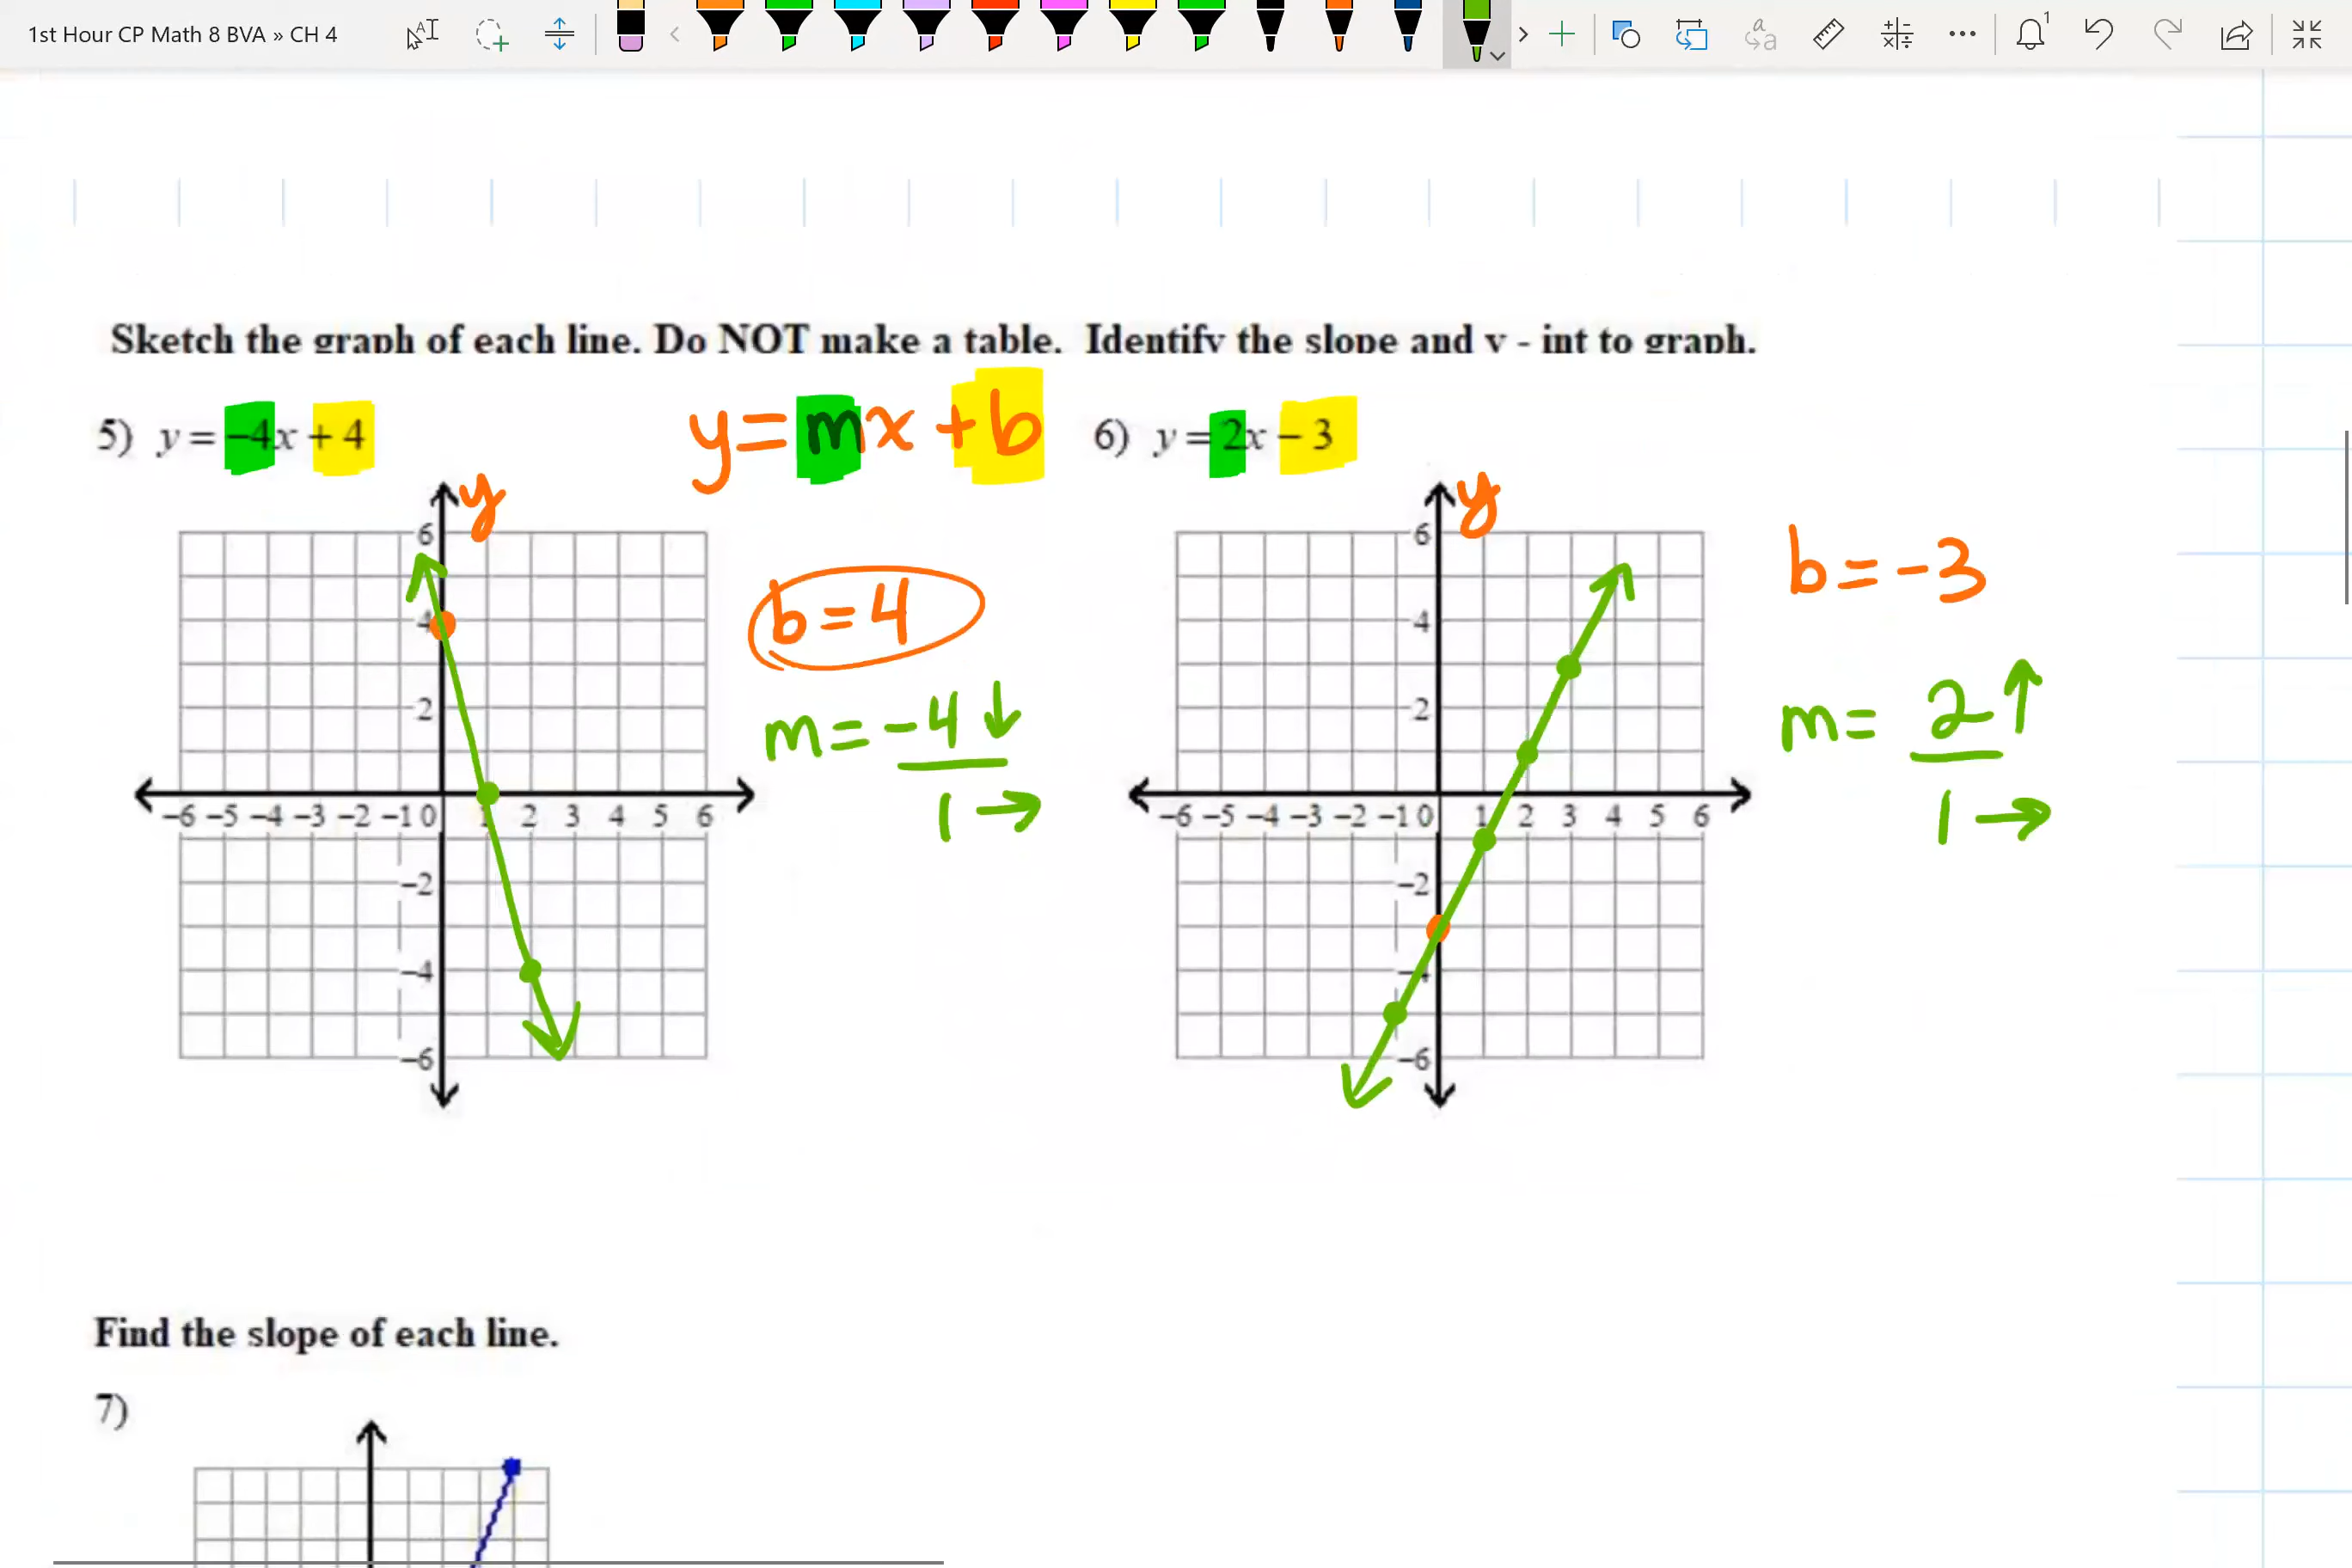 1st Hour CP Math 8 BVA » CH 4
Sketch the graph of each line. Do NOT make a table. Identify the slope and y - int to graph.
5) y = -4x + 4
y = mx + b
6) y = 2x - 3
y
6
4
2
-6 -5 -4 -3 -2 -1 0 1 2 3 4 5 6
-2
-4
-6
b = 4
m = -4 ↓
1 →
y
6
4
2
-6 -5 -4 -3 -2 -1 0 1 2 3 4 5 6
-2
-4
-6
b = -3
m = 2 ↑
1 →
Find the slope of each line.
7)